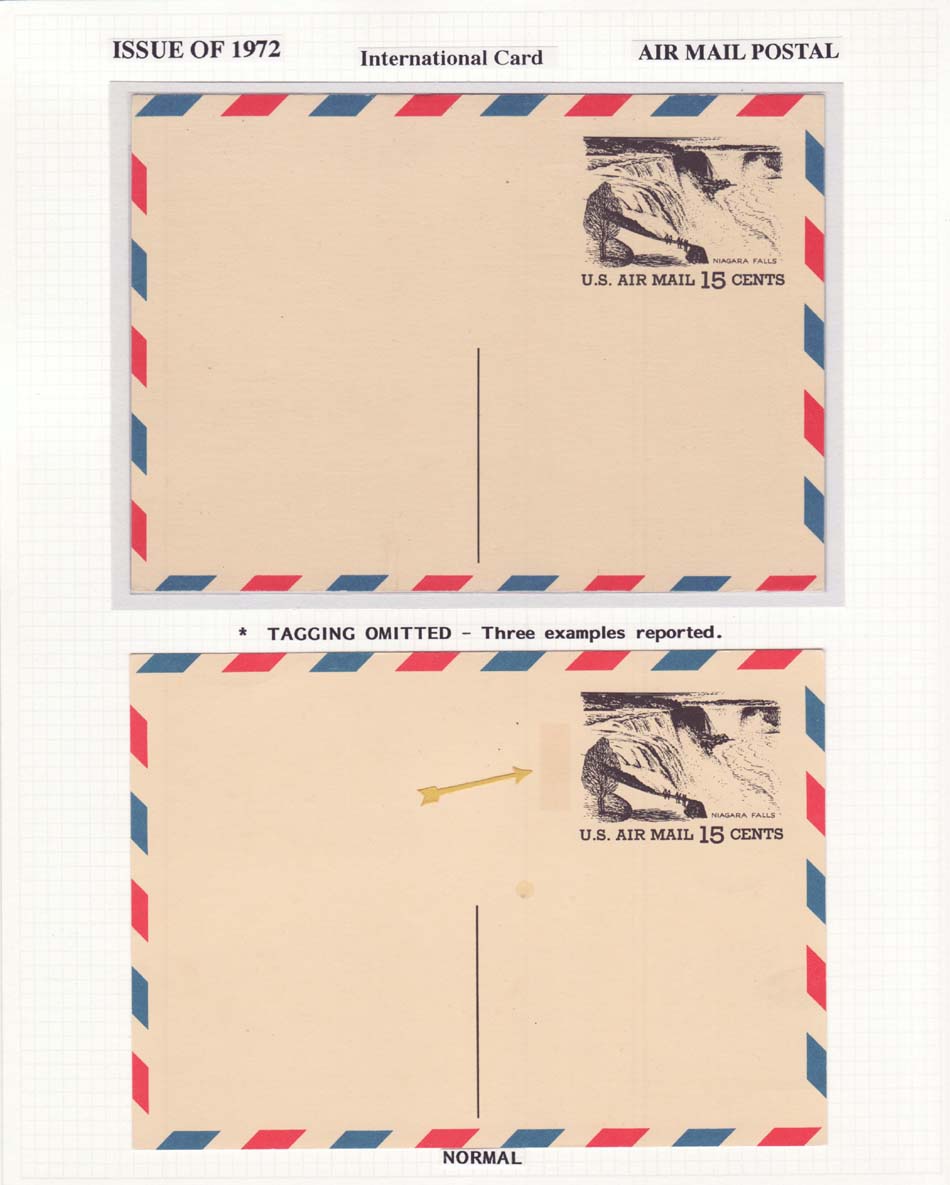 ISSUE OF 1972
International Card
AIR MAIL POSTAL
NIAGARA FALLS
U.S. AIR MAIL 15 CENTS
* TAGGING OMITTED - Three examples reported.
NIAGARA FALLS
U.S. AIR MAIL 15 CENTS
NORMAL